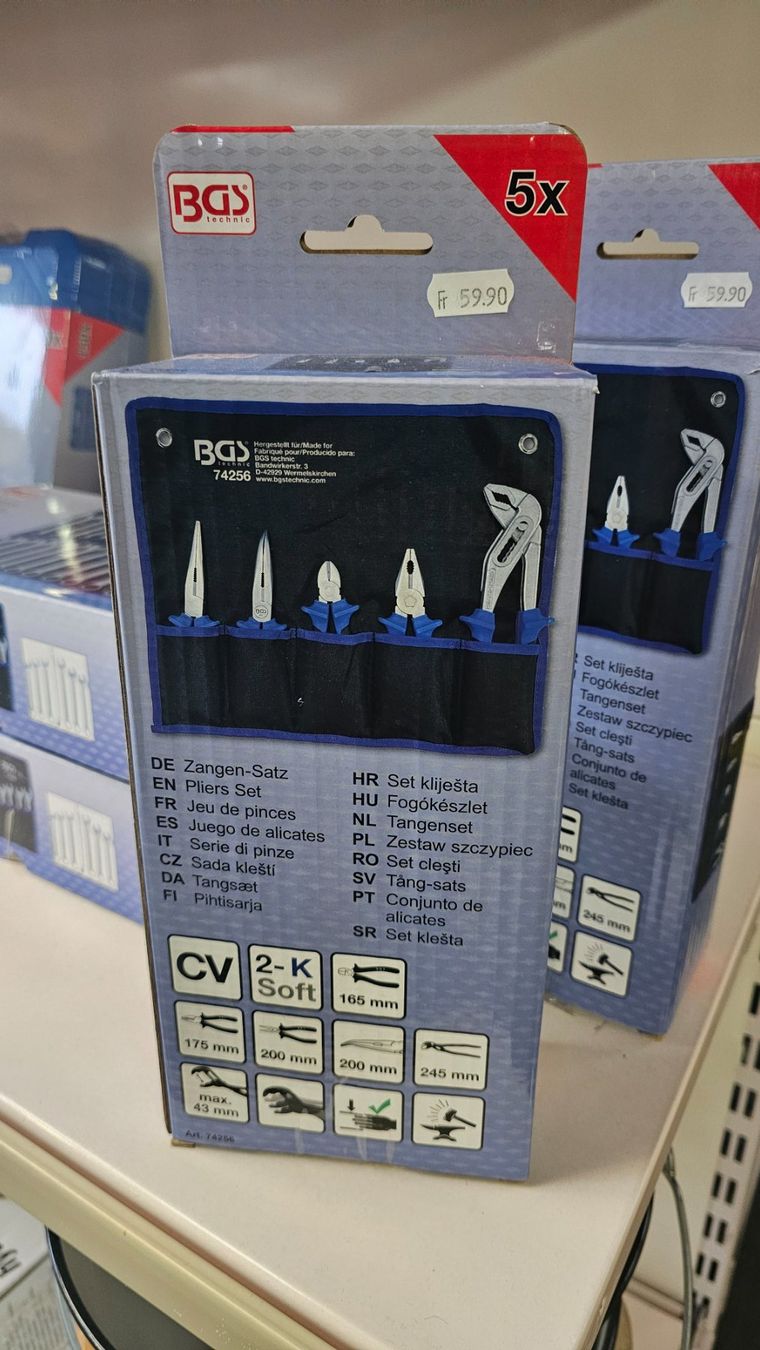 BGS
technic
5x
Fr 59.90
Fr 59.90
BGS
technic
74256
Hergestellt für/Made for
Fabriqué pour/Producido para:
BGS technic
Bandwirkerstr. 3
D-42929 Wermelskirchen
www.bgstechnic.com
DE Zangen-Satz
EN Pliers Set
FR Jeu de pinces
ES Juego de alicates
IT Serie di pinze
CZ Sada kleští
DA Tangsæt
FI Pihtisarja
HR Set kliješta
HU Fogókészlet
NL Tangenset
PL Zestaw szczypiec
RO Set cleşti
SV Tång-sats
PT Conjunto de
alicates
SR Set klešta
CV
2-K
Soft
165 mm
175 mm
200 mm
200 mm
245 mm
max.
43 mm
Art. 74256
Set kliješta
Fogókészlet
Tangenset
Zestaw szczypiec
Set cleşti
Tång-sats
Conjunto de
alicates
Set klešta
245 mm